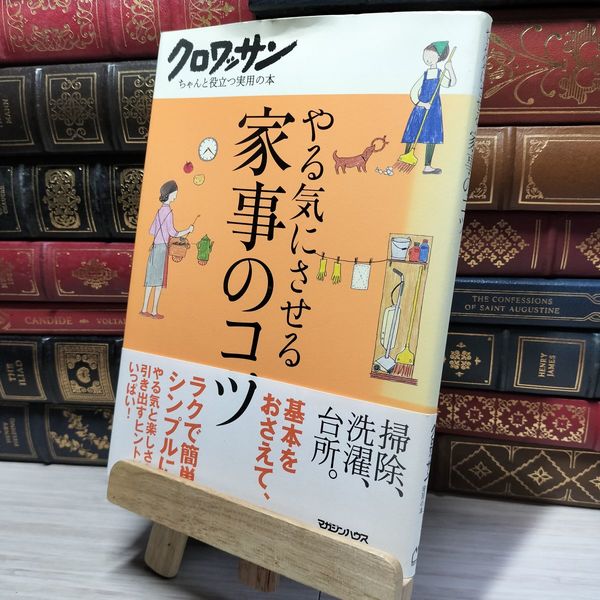 クロワッサン
ちゃんと役立つ実用の本
やる気にさせる
家事のコツ
掃除、
洗濯、
台所。
基本を
おさえて、
ラクで簡単
シンプルに
やる気と楽しさ
引き出すヒント
いっぱい！
マガジンハウス
CANDIDE
VOLTAIRE
THE ILIAD
THE CONFESSIONS
OF SAINT AUGUSTINE
HENRY
JAMES